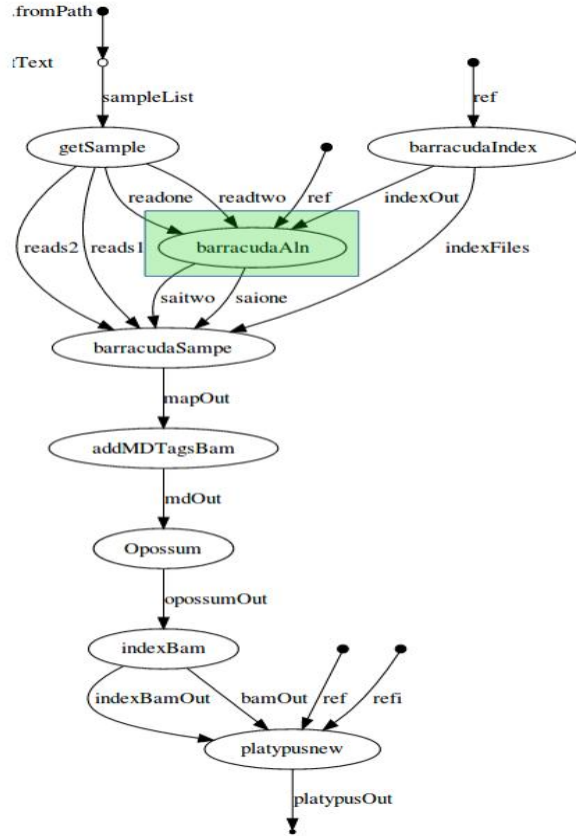 .fromPath
tText
sampleList
ref
getSample
barracudaIndex
readone
readtwo
ref
indexOut
reads2
reads1
barracudaAln
indexFiles
saitwo
saione
barracudaSampe
mapOut
addMDTagsBam
mdOut
Opossum
opossumOut
indexBam
indexBamOut
bamOut
ref
refi
platypusnew
platypusOut